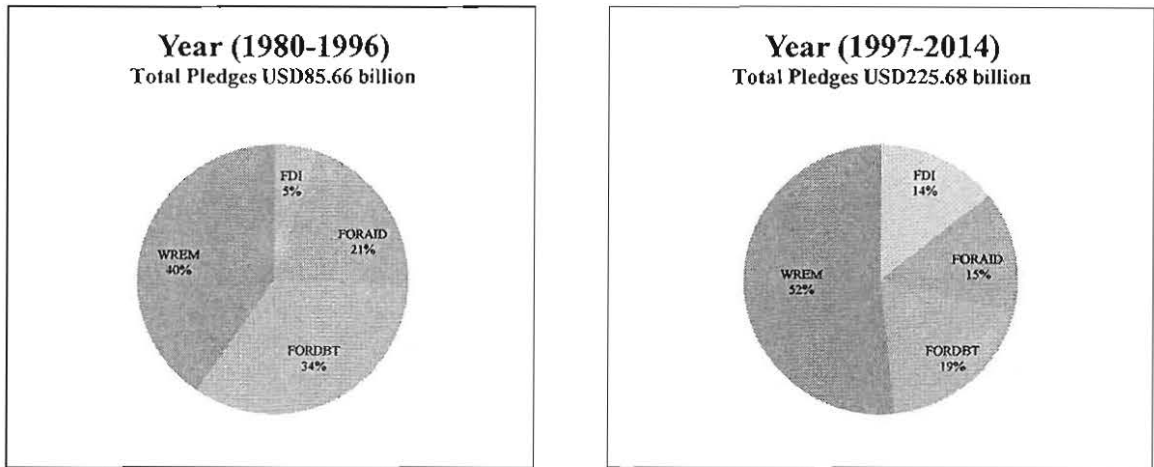 Year (1980-1996)
Total Pledges USD85.66 billion
FDI
5%
FORAID
21%
WREM
40%
FORDBT
34%
Year (1997-2014)
Total Pledges USD225.68 billion
FDI
14%
FORAID
15%
WREM
52%
FORDBT
19%